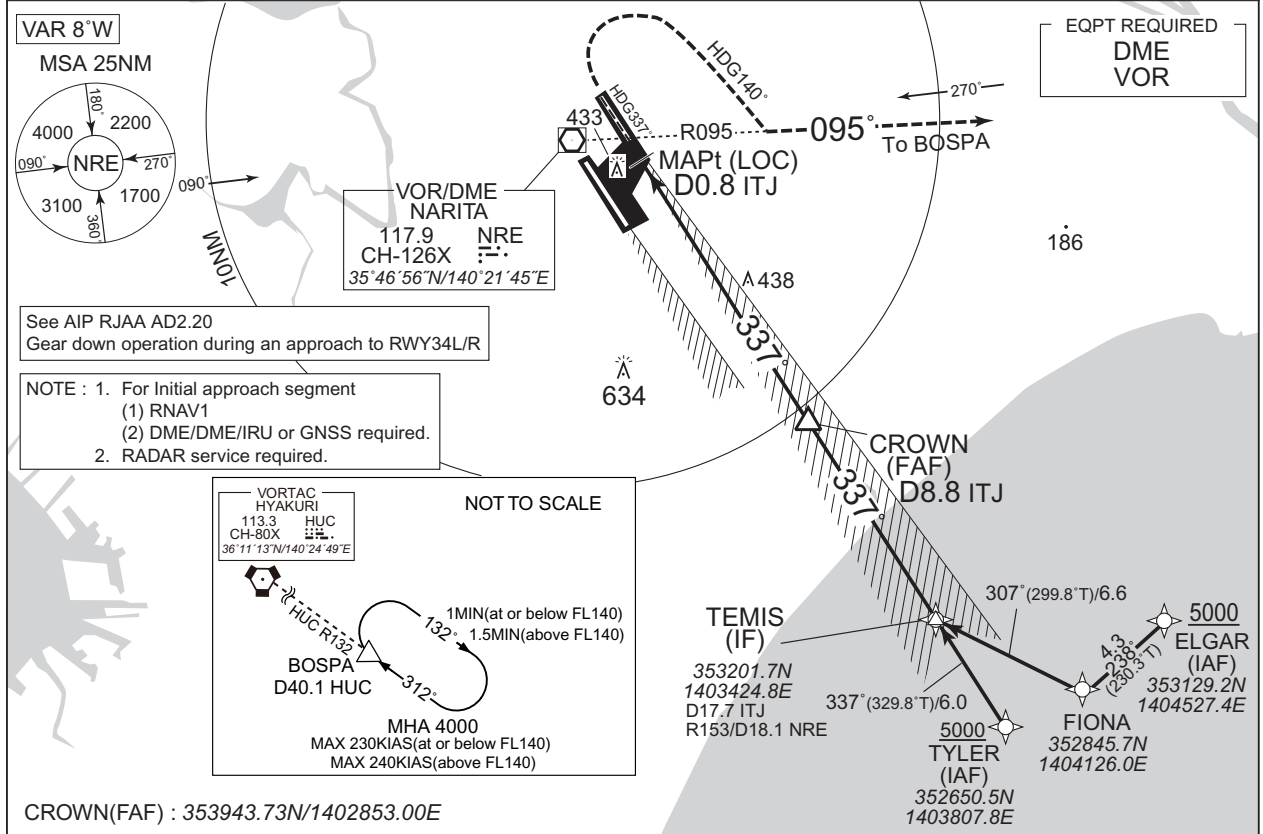 VAR 8°W
MSA 25NM
180°
4000
2200
090°
NRE
270°
3100
1700
360°
090°
10NM
HDG140°
HDG337°
433
R095
095°
To BOSPA
270°
EQPT REQUIRED
DME
VOR
MAPt (LOC)
D0.8 ITJ
VOR/DME
NARITA
117.9 NRE
CH-126X
35°46′56″N/140°21′45″E
186
438
337°
634
See AIP RJAA AD2.20
Gear down operation during an approach to RWY34L/R
NOTE : 1. For Initial approach segment
(1) RNAV1
(2) DME/DME/IRU or GNSS required.
2. RADAR service required.
CROWN
(FAF)
D8.8 ITJ
337°
NOT TO SCALE
VORTAC
HYAKURI
113.3 HUC
CH-80X
36°11′13″N/140°24′49″E
HUC R132
132°
312°
1MIN(at or below FL140)
1.5MIN(above FL140)
BOSPA
D40.1 HUC
MHA 4000
MAX 230KIAS(at or below FL140)
MAX 240KIAS(above FL140)
TEMIS
(IF)
353201.7N
1403424.8E
D17.7 ITJ
R153/D18.1 NRE
307°(299.8°T)/6.6
337°(329.8°T)/6.0
4.3
238°
(230.3°T)
5000
ELGAR
(IAF)
353129.2N
1404527.4E
FIONA
352845.7N
1404126.0E
5000
TYLER
(IAF)
352650.5N
1403807.8E
CROWN(FAF) : 353943.73N/1402853.00E